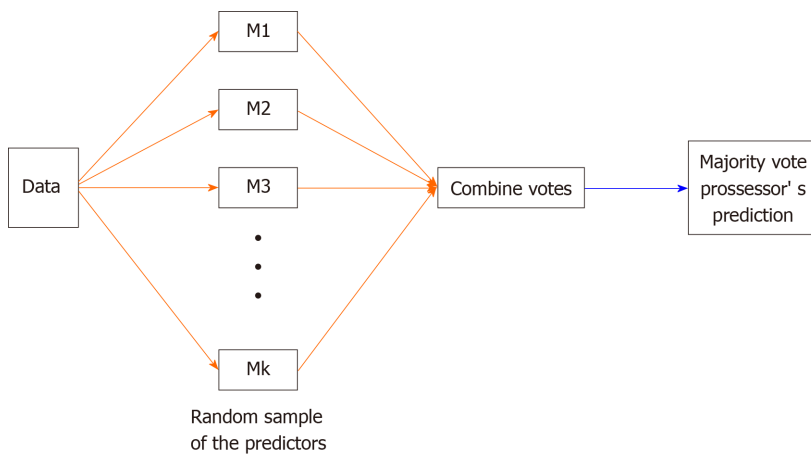 M1
M2
Data
M3
Combine votes
Majority vote
prossessor' s
prediction
Mk
Random sample
of the predictors